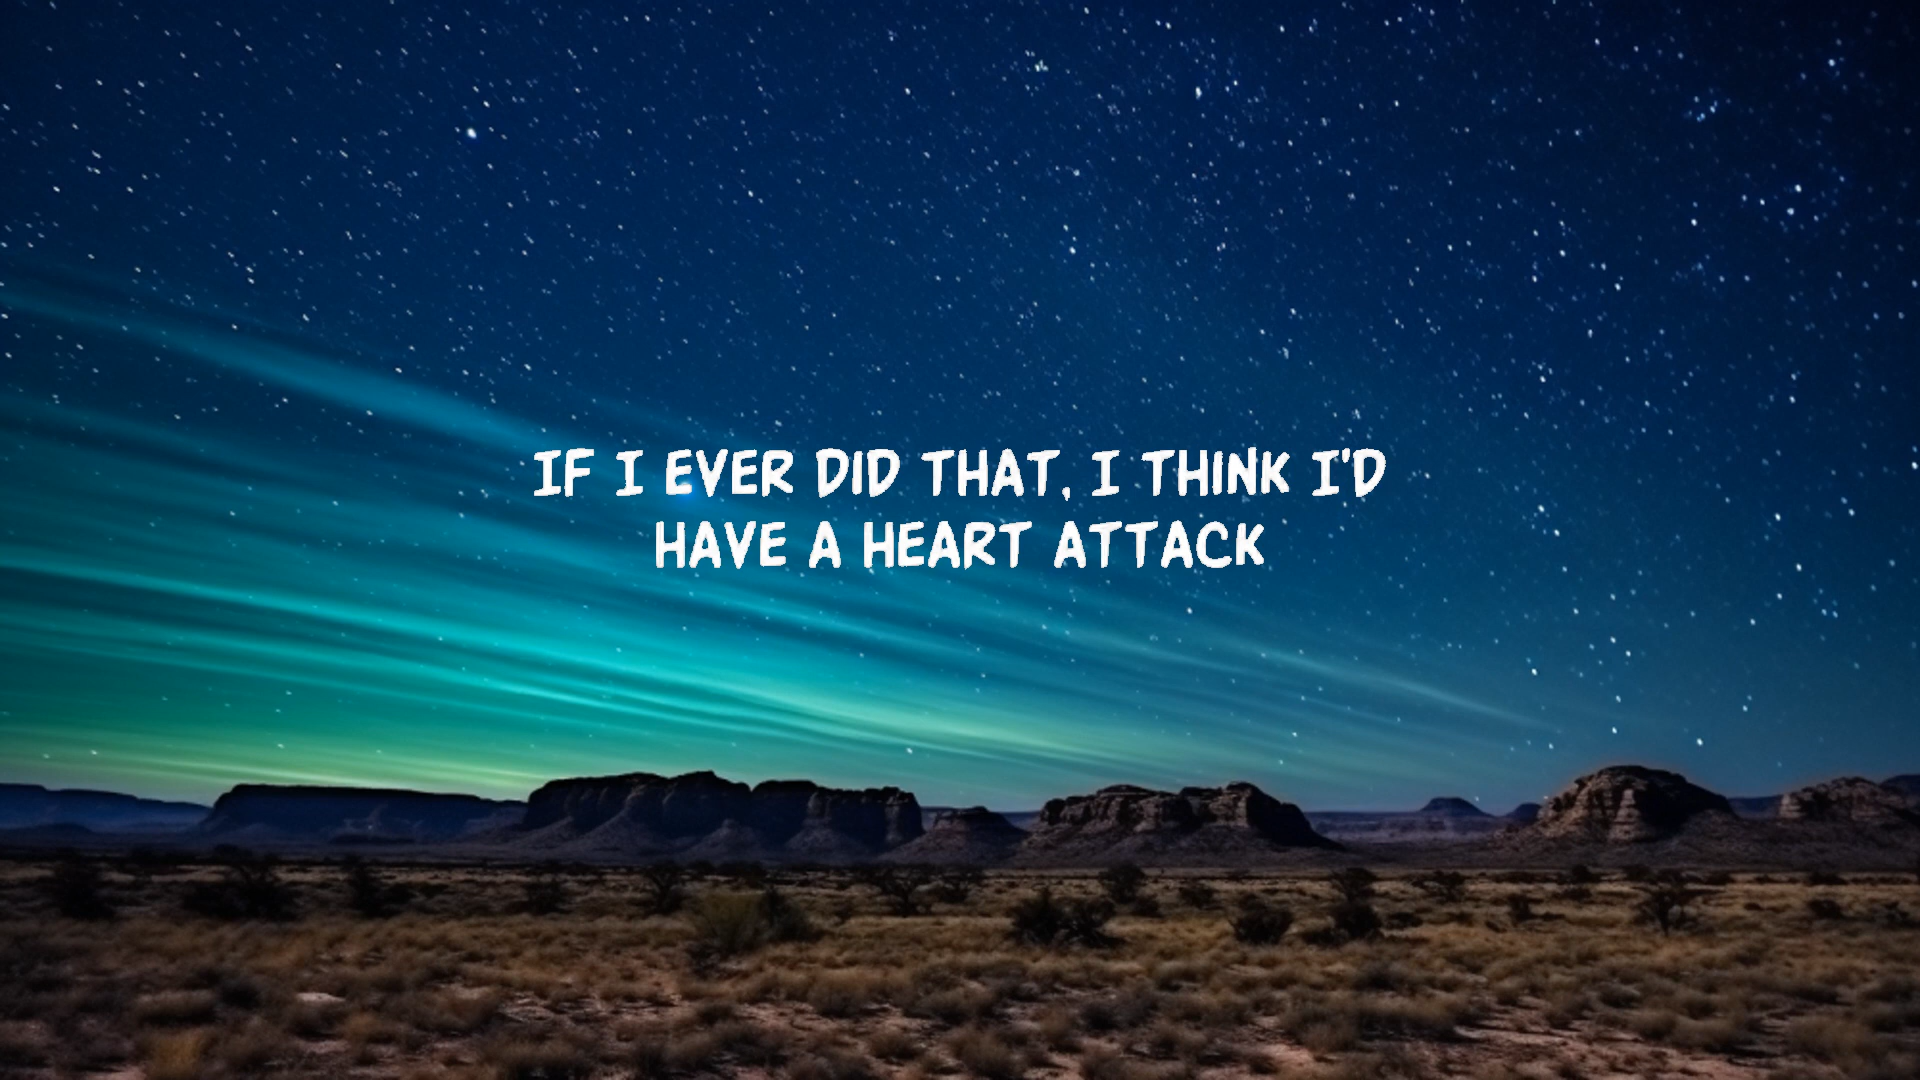 IF I EVER DID THAT, I THINK I'D
HAVE A HEART ATTACK